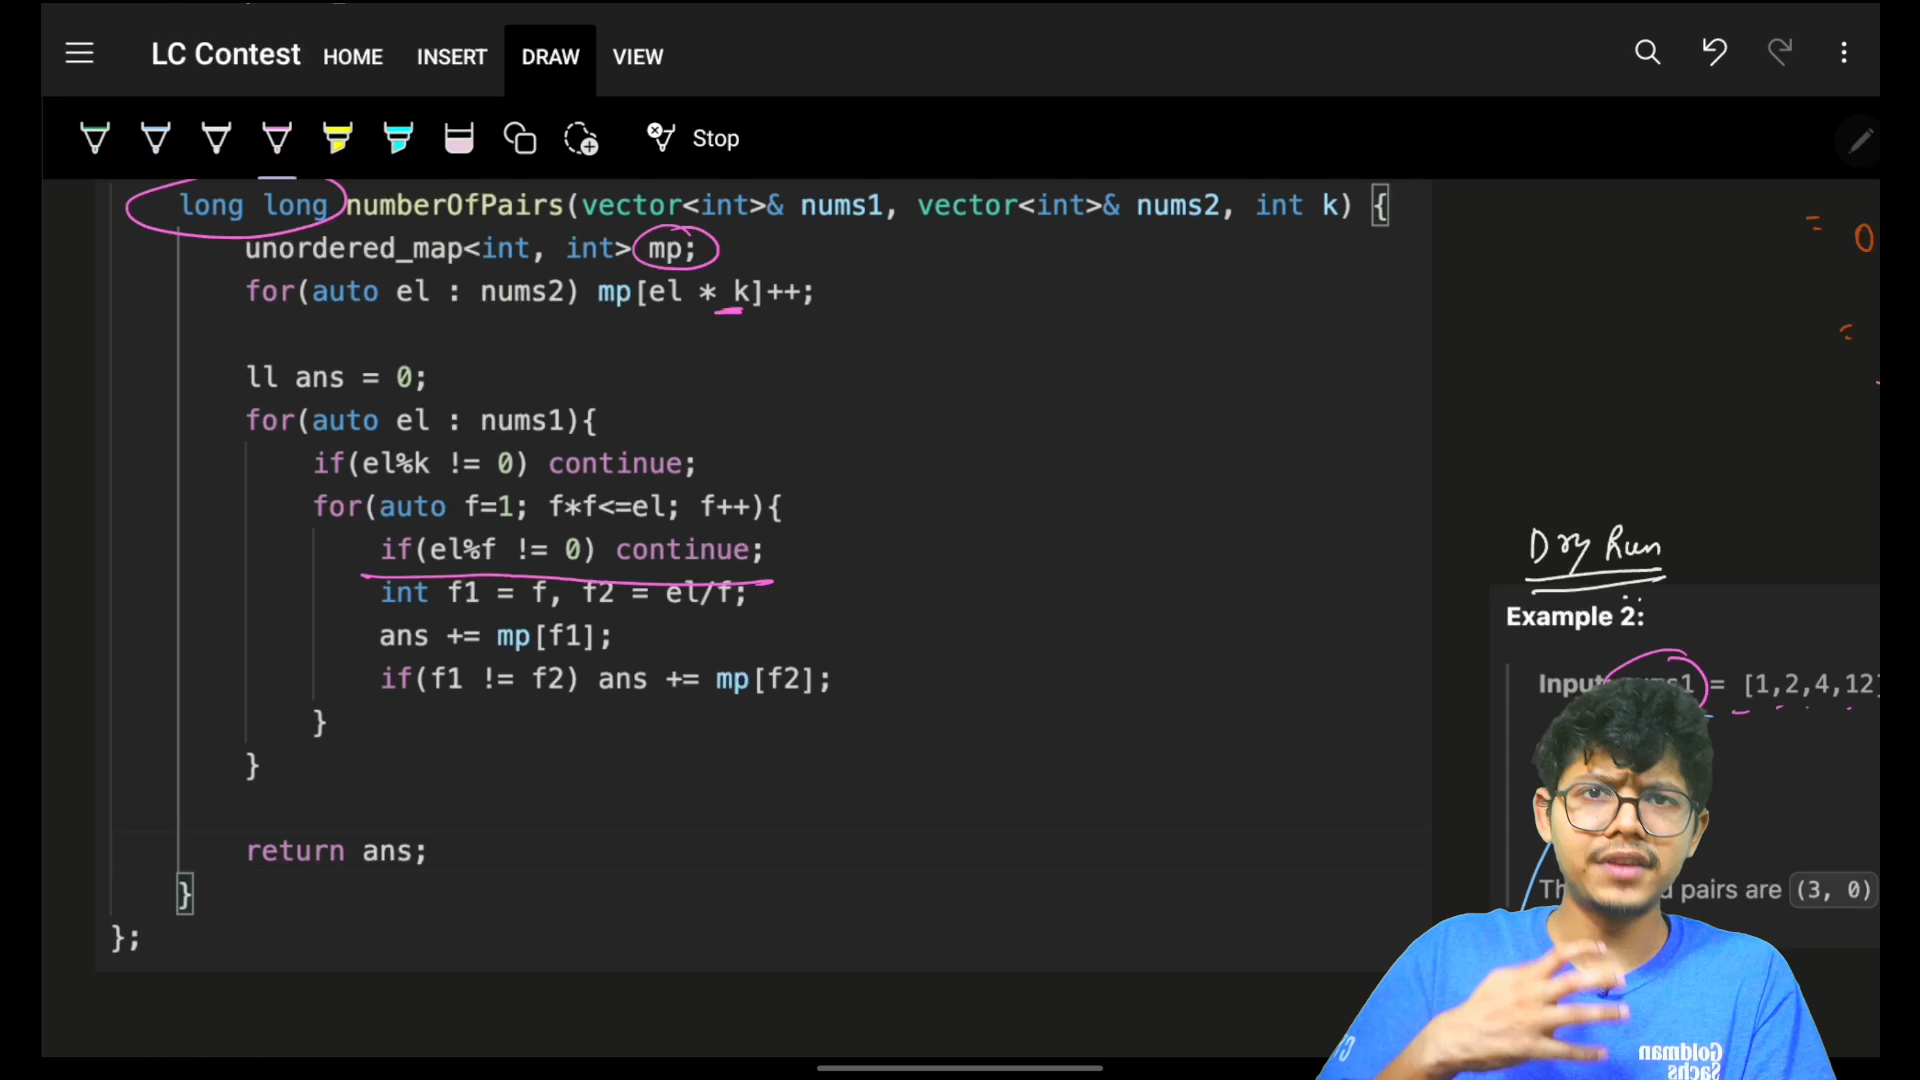 LC Contest HOME INSERT DRAW VIEW
Stop
long long numberOfPairs(vector<int>& nums1, vector<int>& nums2, int k) {
unordered_map<int, int> mp;
for(auto el : nums2) mp[el * k]++;
ll ans = 0;
for(auto el : nums1){
if(el%k != 0) continue;
for(auto f=1; f*f<=el; f++){
if(el%f != 0) continue;
int f1 = f, f2 = el/f;
ans += mp[f1];
if(f1 != f2) ans += mp[f2];
}
}
return ans;
}
};
= 0
Dry Run
Example 2:
Input = [1,2,4,12]
pairs are (3, 0)
Goldman
Sachs